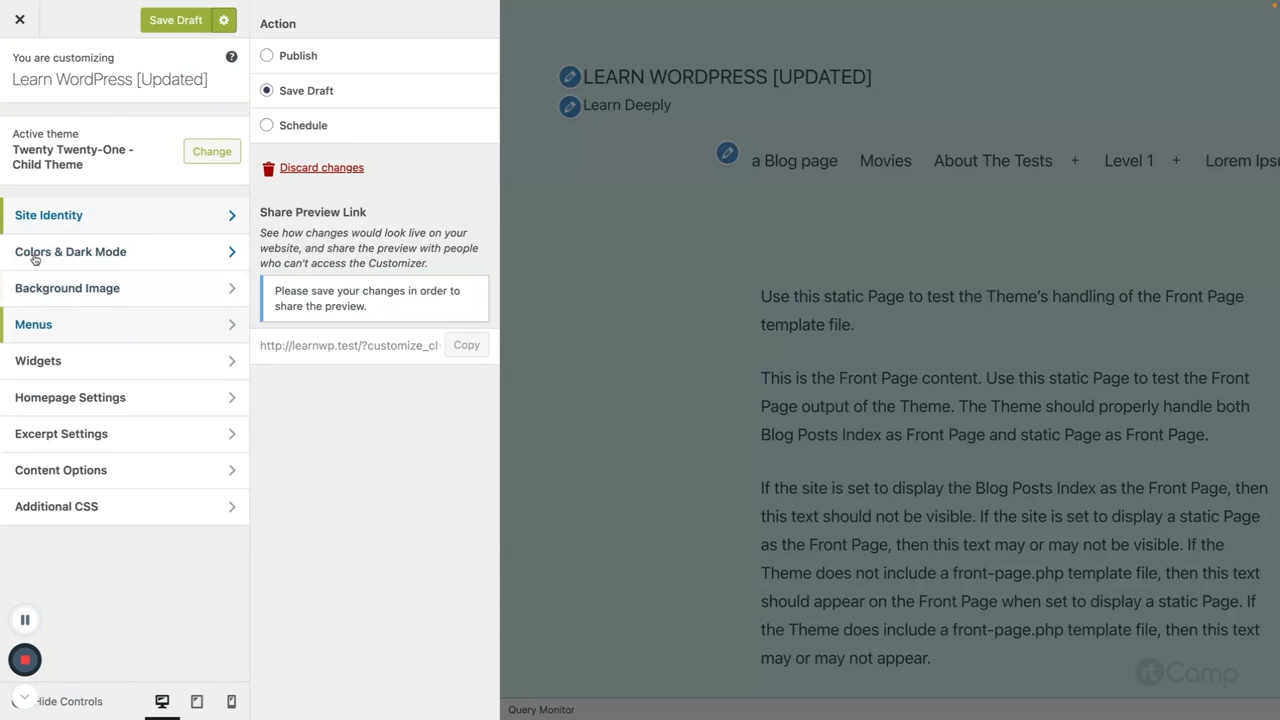 Save Draft
You are customizing
Learn WordPress [Updated]
Active theme
Twenty Twenty-One -
Child Theme
Change
Site Identity
Colors & Dark Mode
Background Image
Menus
Widgets
Homepage Settings
Excerpt Settings
Content Options
Additional CSS
Hide Controls
Action
Publish
Save Draft
Schedule
Discard changes
Share Preview Link
See how changes would look live on your
website, and share the preview with people
who can't access the Customizer.
Please save your changes in order to
share the preview.
http://learnwp.test/?customize_ch
Copy
LEARN WORDPRESS [UPDATED]
Learn Deeply
a Blog page Movies About The Tests + Level 1 + Lorem Ipsu
Use this static Page to test the Theme's handling of the Front Page
template file.
This is the Front Page content. Use this static Page to test the Front
Page output of the Theme. The Theme should properly handle both
Blog Posts Index as Front Page and static Page as Front Page.
If the site is set to display the Blog Posts Index as the Front Page, then
this text should not be visible. If the site is set to display a static Page
as the Front Page, then this text may or may not be visible. If the
Theme does not include a front-page.php template file, then this text
should appear on the Front Page when set to display a static Page. If
the Theme does include a front-page.php template file, then this text
may or may not appear.
rtCamp
Query Monitor